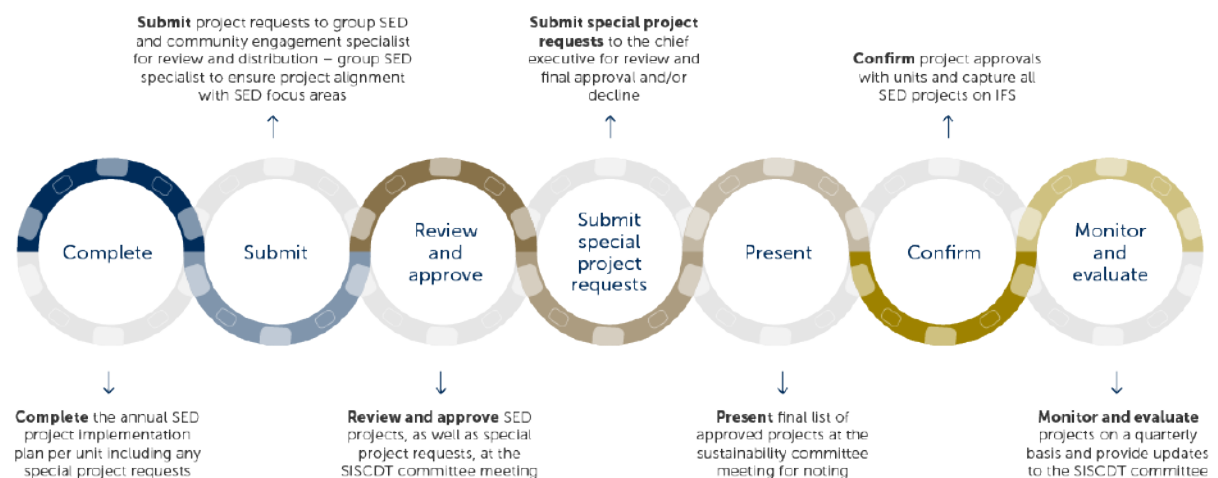 Submit project requests to group SED
and community engagement specialist
for review and distribution – group SED
specialist to ensure project alignment
with SED focus areas
Submit special project
requests to the chief
executive for review and
final approval and/or
decline
Confirm project approvals
with units and capture all
SED projects on IFS
Complete
Submit
Review
and
approve
Submit
special
project
requests
Present
Confirm
Monitor
and
evaluate
Complete the annual SED
project implementation
plan per unit including any
special project requests
Review and approve SED
projects, as well as special
project requests, at the
SISCDT committee meeting
Present final list of
approved projects at the
sustainability committee
meeting for noting
Monitor and evaluate
projects on a quarterly
basis and provide updates
to the SISCDT committee